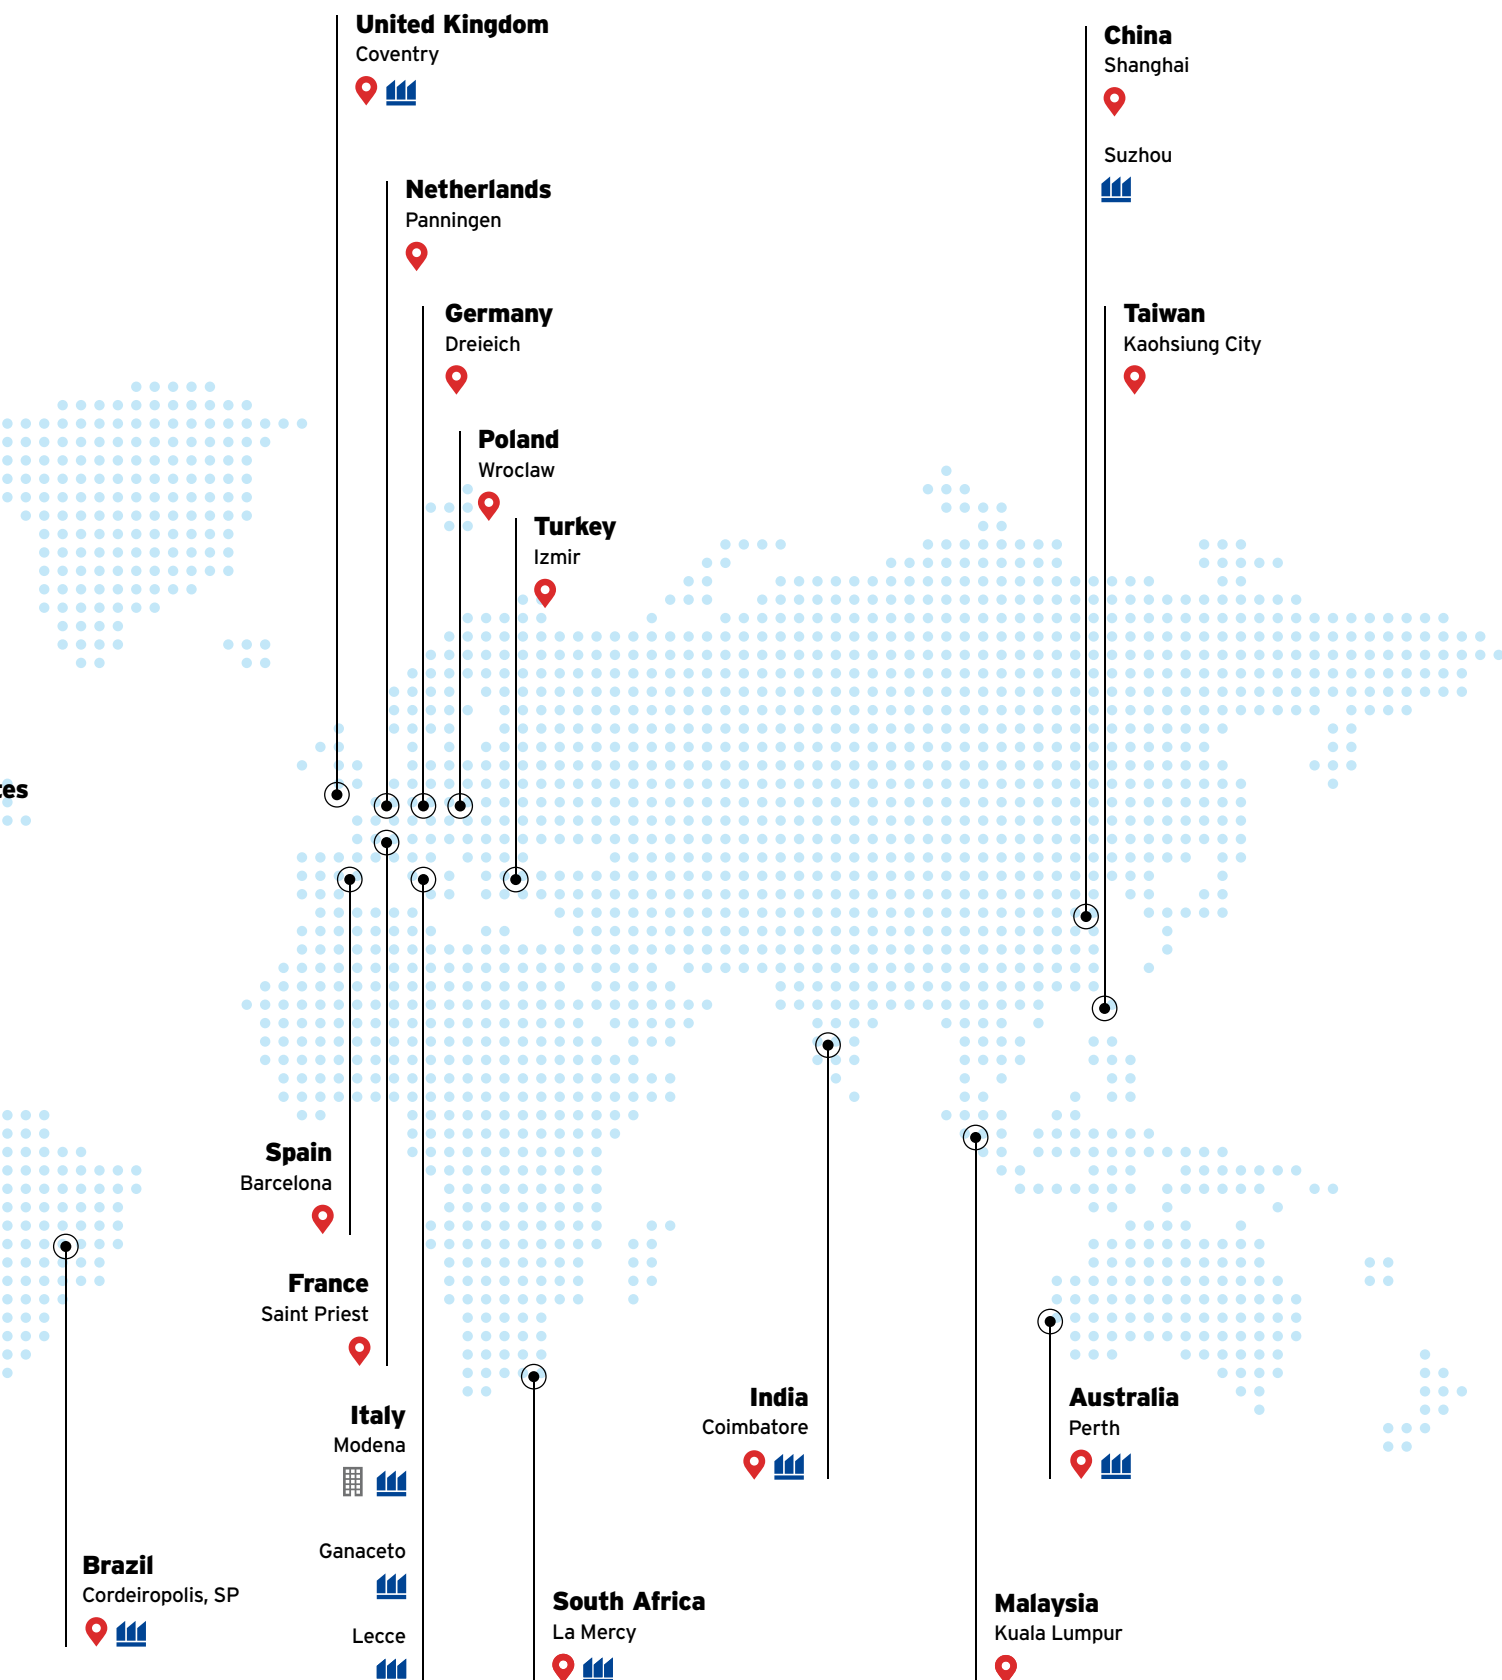 United Kingdom
Coventry
China
Shanghai
Suzhou
Netherlands
Panningen
Germany
Dreieich
Taiwan
Kaohsiung City
Poland
Wroclaw
Turkey
Izmir
Spain
Barcelona
France
Saint Priest
Italy
Modena
Ganaceto
Lecce
India
Coimbatore
Australia
Perth
Brazil
Cordeiropolis, SP
South Africa
La Mercy
Malaysia
Kuala Lumpur